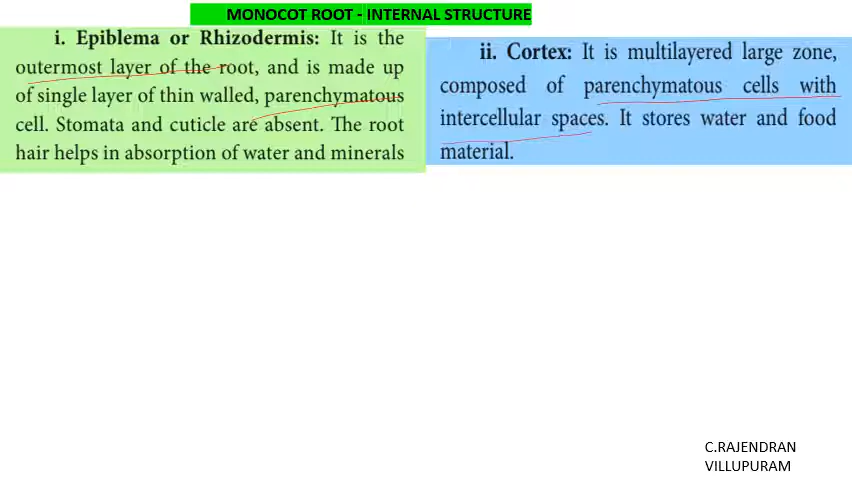 MONOCOT ROOT - INTERNAL STRUCTURE
i. Epiblema or Rhizodermis: It is the
outermost layer of the root, and is made up
of single layer of thin walled, parenchymatous
cell. Stomata and cuticle are absent. The root
hair helps in absorption of water and minerals
ii. Cortex: It is multilayered large zone,
composed of parenchymatous cells with
intercellular spaces. It stores water and food
material.
C.RAJENDRAN
VILLUPURAM